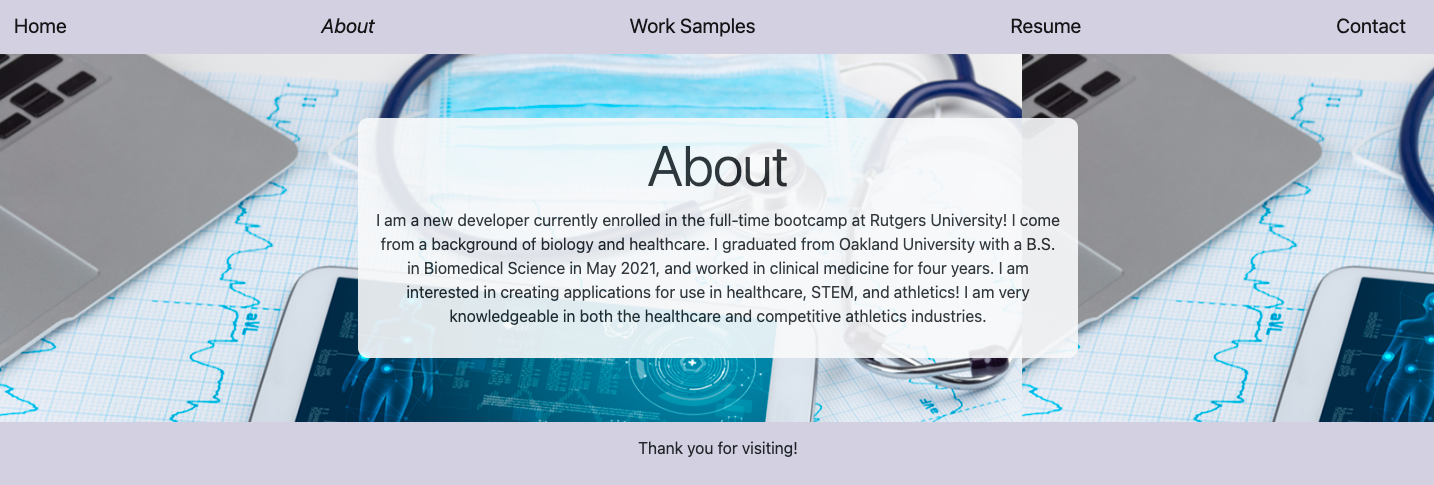 Home About Work Samples Resume Contact
About
I am a new developer currently enrolled in the full-time bootcamp at Rutgers University! I come
from a background of biology and healthcare. I graduated from Oakland University with a B.S.
in Biomedical Science in May 2021, and worked in clinical medicine for four years. I am
interested in creating applications for use in healthcare, STEM, and athletics! I am very
knowledgeable in both the healthcare and competitive athletics industries.
aVL
aVL
aVF
Thank you for visiting!